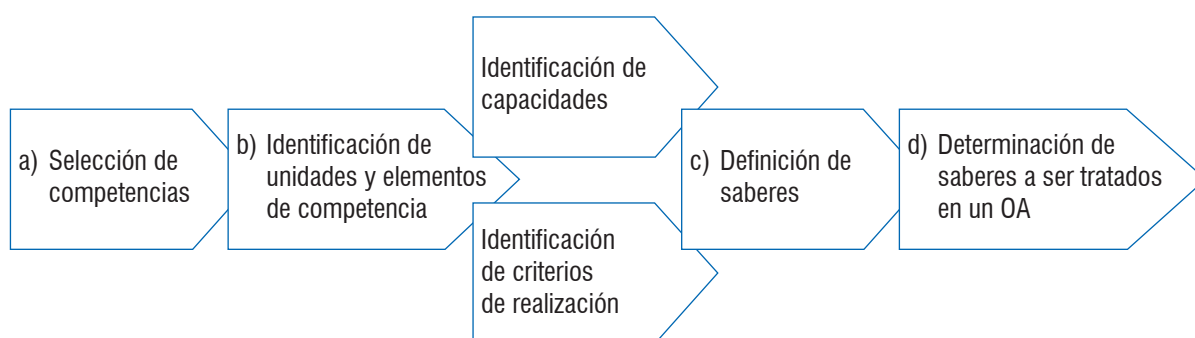 a) Selección de
competencias
b) Identificación de
unidades y elementos
de competencia
Identificación de
capacidades
Identificación
de criterios
de realización
c) Definición de
saberes
d) Determinación de
saberes a ser tratados
en un OA